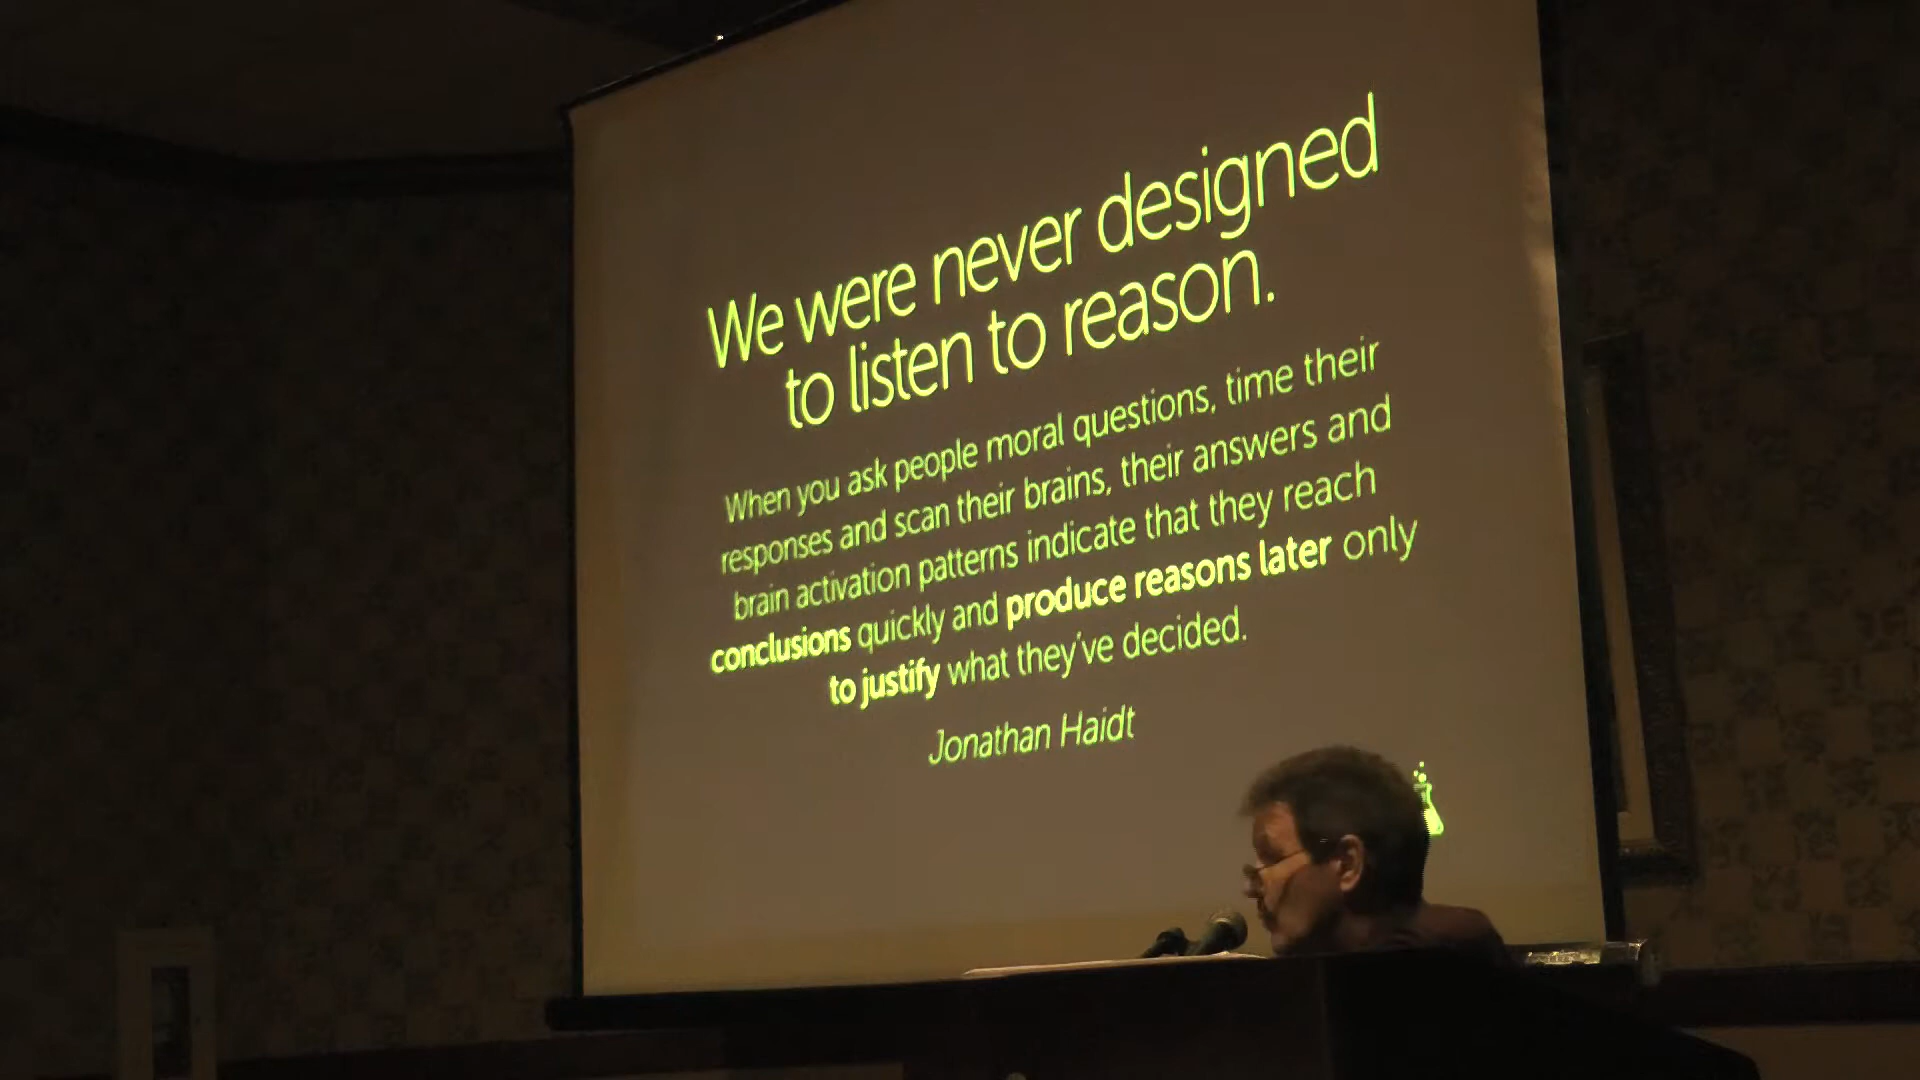 We were never designed
to listen to reason.
When you ask people moral questions, time their
responses and scan their brains, their answers and
brain activation patterns indicate that they reach
conclusions quickly and produce reasons later only
to justify what they've decided.
Jonathan Haidt